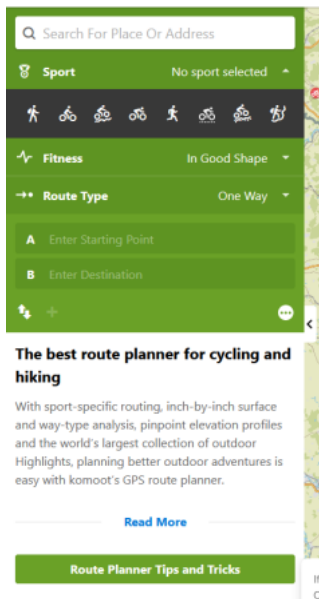 Search For Place Or Address
Sport No sport selected
Fitness In Good Shape
Route Type One Way
A Enter Starting Point
B Enter Destination
The best route planner for cycling and
hiking
With sport-specific routing, inch-by-inch surface
and way-type analysis, pinpoint elevation profiles
and the world's largest collection of outdoor
Highlights, planning better outdoor adventures is
easy with komoot's GPS route planner.
Read More
Route Planner Tips and Tricks